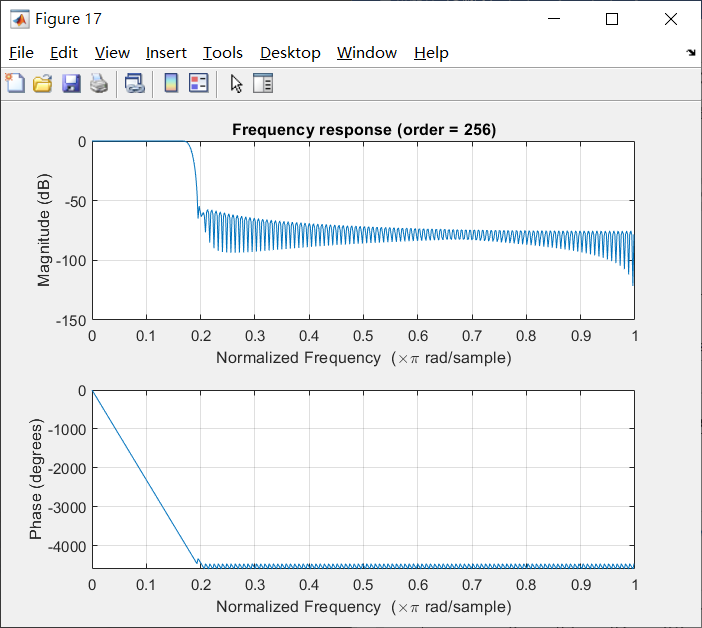 Figure 17
File Edit View Insert Tools Desktop Window Help
Frequency response (order = 256)
0
-50
-100
-150
Magnitude (dB)
0 0.1 0.2 0.3 0.4 0.5 0.6 0.7 0.8 0.9 1
Normalized Frequency (×π rad/sample)
0
-1000
-2000
-3000
-4000
Phase (degrees)
0 0.1 0.2 0.3 0.4 0.5 0.6 0.7 0.8 0.9 1
Normalized Frequency (×π rad/sample)